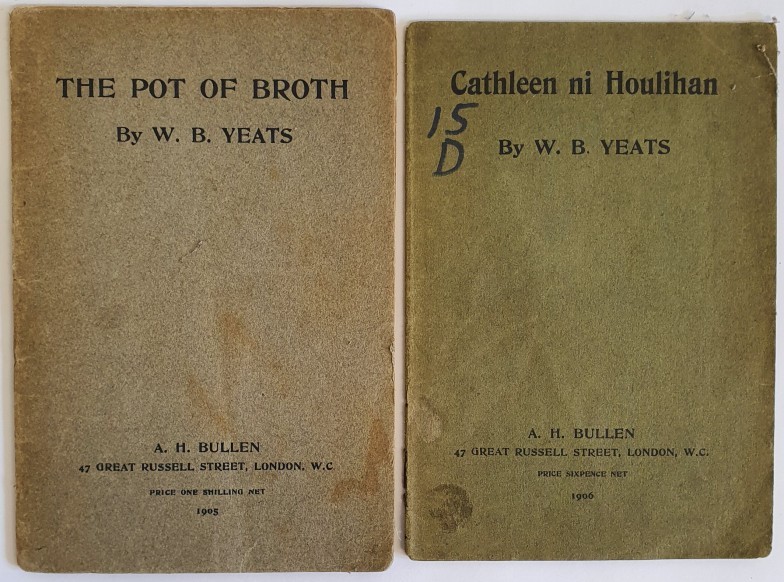 THE POT OF BROTH
By W. B. YEATS
A. H. BULLEN
47 GREAT RUSSELL STREET, LONDON, W.C
PRICE ONE SHILLING NET
1905
Cathleen ni Houlihan
15
D
By W. B. YEATS
A. H. BULLEN
47 GREAT RUSSELL STREET, LONDON, W.C.
PRICE SIXPENCE NET
1906